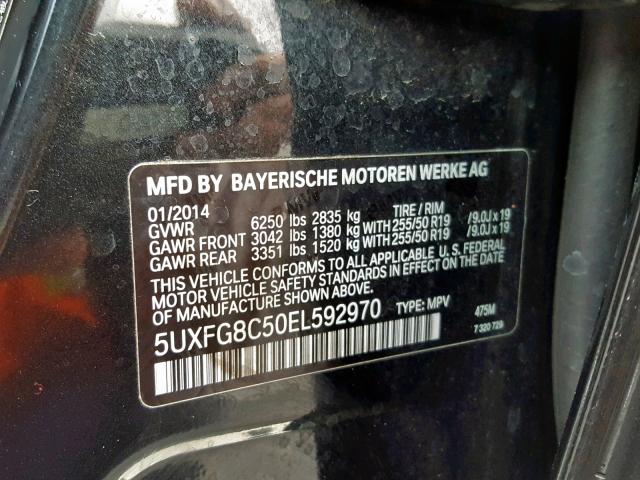 MFD BY BAYERISCHE MOTOREN WERKE AG
01/2014 TIRE / RIM
GVWR 6250 lbs 2835 kg
GAWR FRONT 3042 lbs 1380 kg WITH 255/50 R19 /9.0J x 19
GAWR REAR 3351 lbs 1520 kg WITH 255/50 R19 /9.0J x 19
THIS VEHICLE CONFORMS TO ALL APPLICABLE U.S. FEDERAL
MOTOR VEHICLE SAFETY STANDARDS IN EFFECT ON THE DATE
OF MANUFACTURE SHOWN ABOVE.
5UXFG8C50EL592970 TYPE: MPV 475M
7 320 729